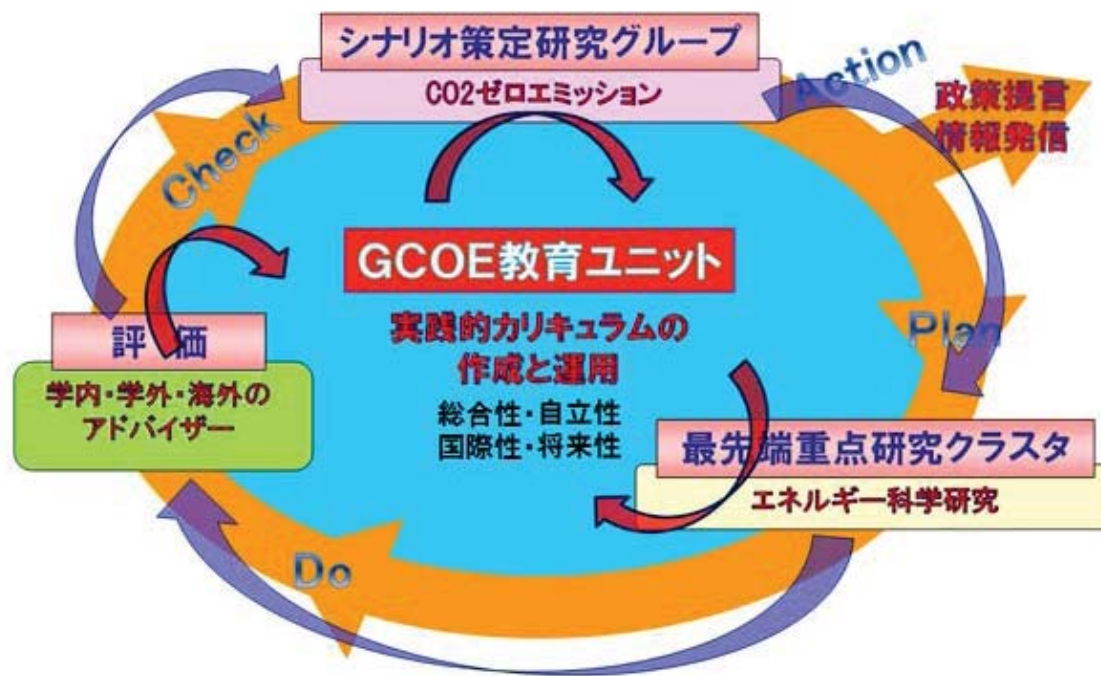 シナリオ策定研究グループ
CO2ゼロエミッション
Action
政策提言
情報発信
Check
GCOE教育ユニット
実践的カリキュラムの
作成と運用
総合性・自立性
国際性・将来性
Plan
評 価
学内・学外・海外の
アドバイザー
最先端重点研究クラスタ
エネルギー科学研究
Do